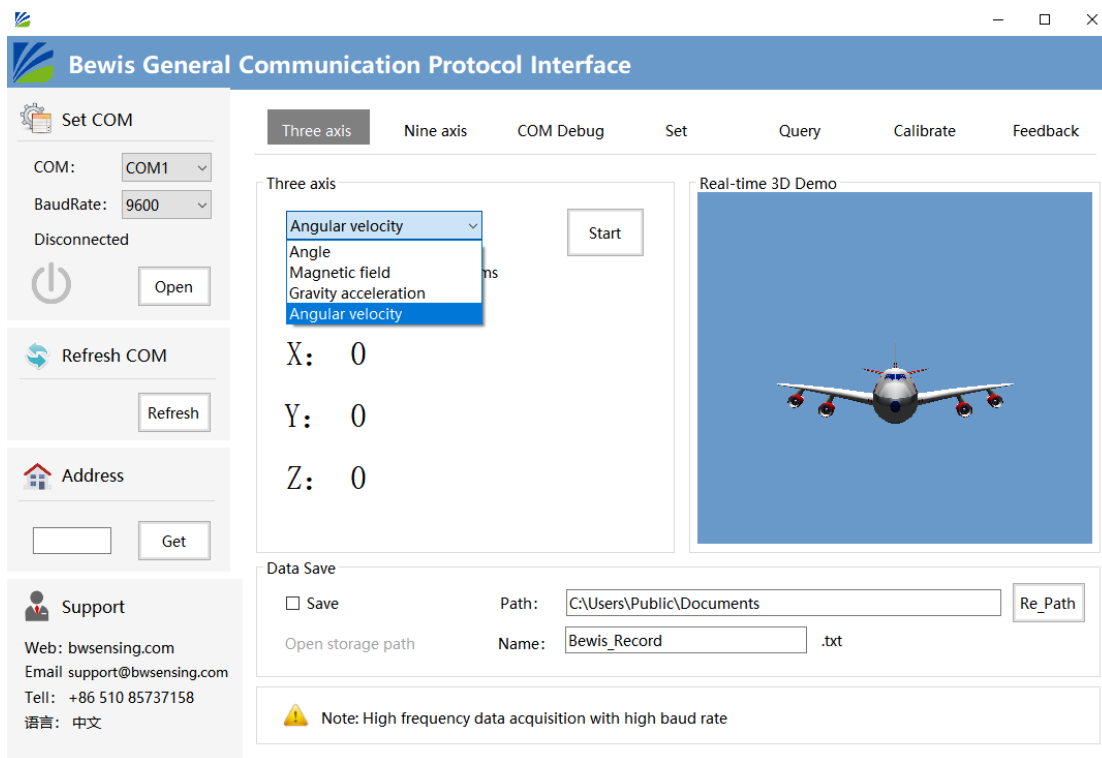 Bewis General Communication Protocol Interface
Set COM
COM:
COM1
BaudRate:
9600
Disconnected
Open
Refresh COM
Refresh
Address
Get
Support
Web: bwsensing.com
Email support@bwsensing.com
Tell: +86 510 85737158
语言: 中文
Three axis
Nine axis
COM Debug
Set
Query
Calibrate
Feedback
Three axis
Angular velocity
Start
Angle
Magnetic field
ms
Gravity acceleration
Angular velocity
X: 0
Y: 0
Z: 0
Real-time 3D Demo
Data Save
Save
Path:
C:\Users\Public\Documents
Re_Path
Open storage path
Name:
Bewis_Record
.txt
Note: High frequency data acquisition with high baud rate